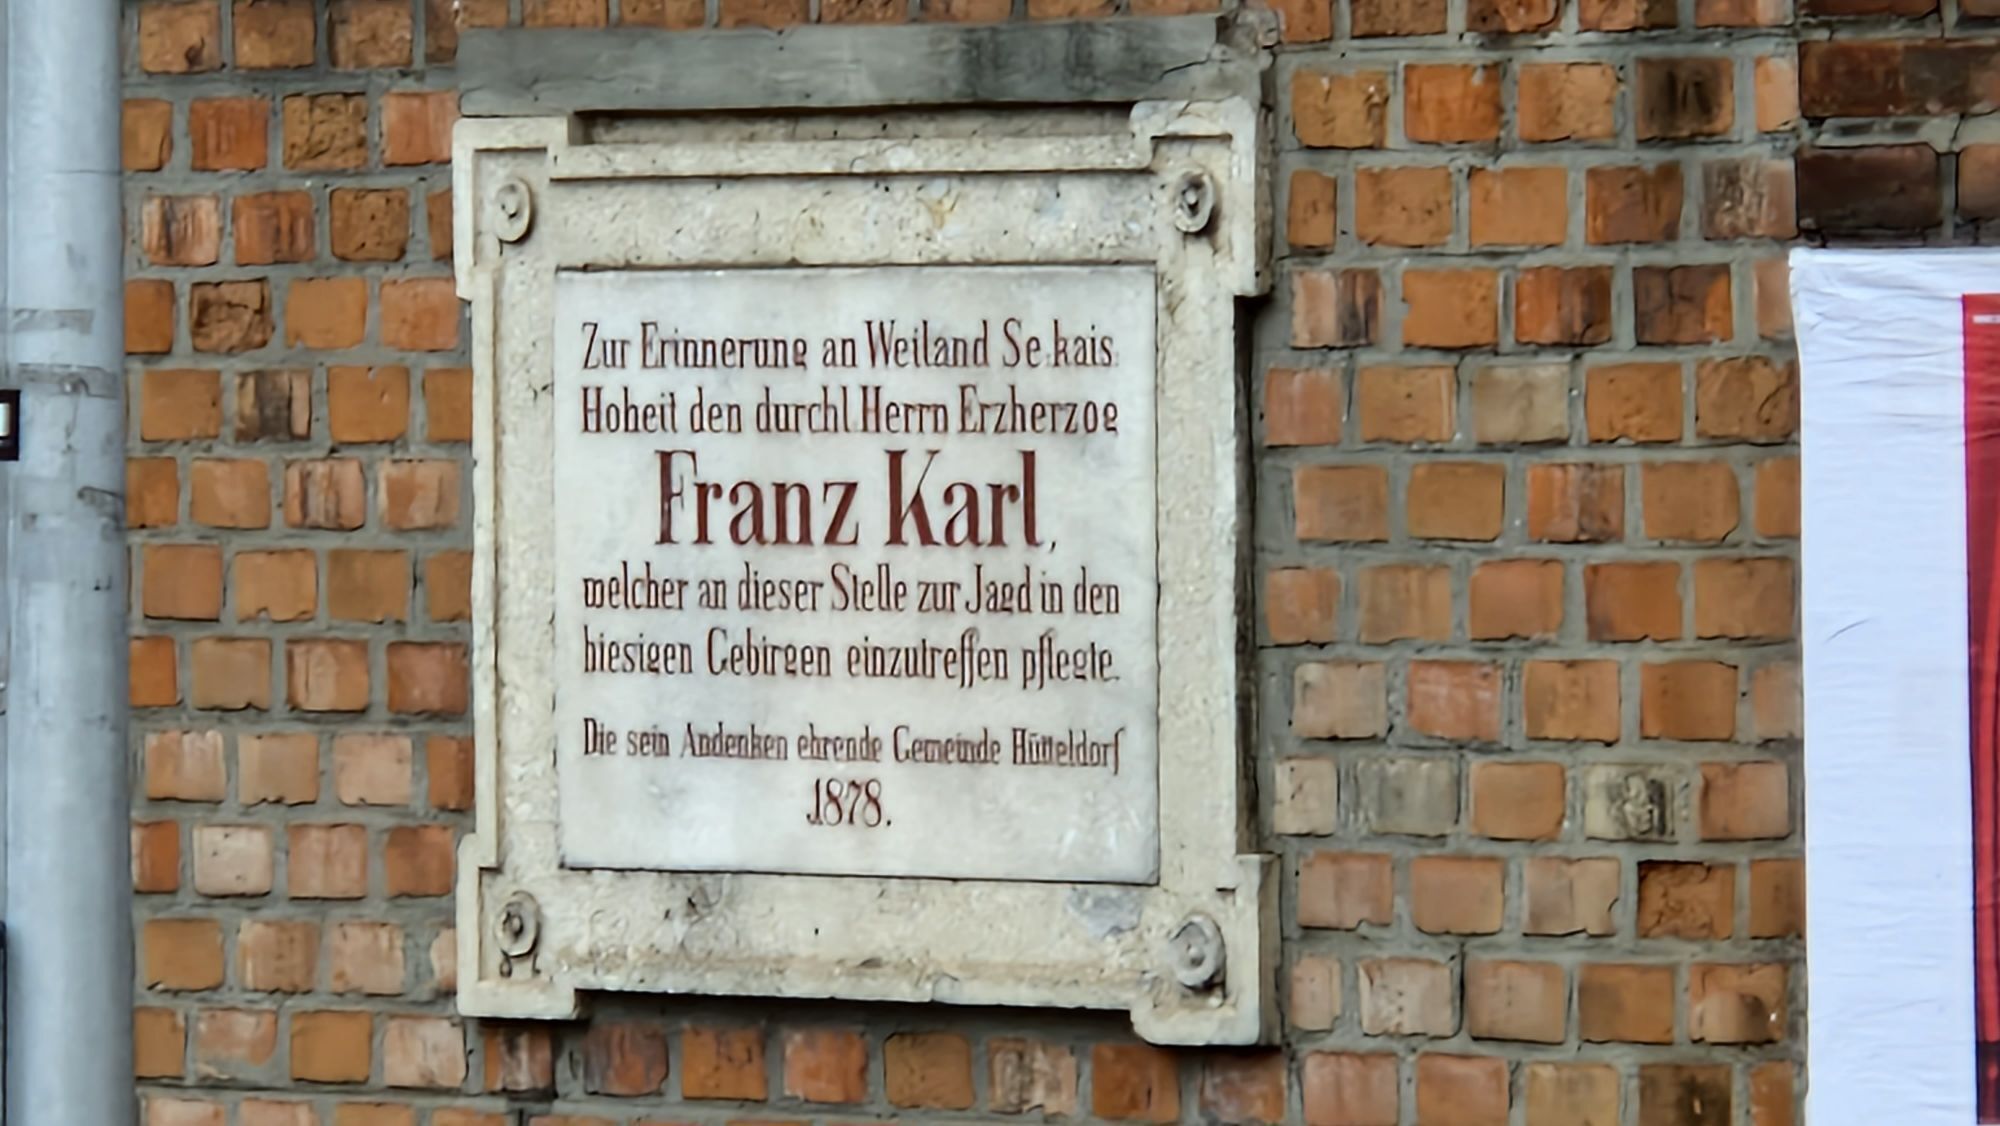 Zur Erinnerung an Weiland Se kais.
Hoheit den durchl. Herrn Erzherzog
Franz Karl,
welcher an dieser Stelle zur Jagd in den
hiesigen Gebirgen einzutreffen pflegte.
Die sein Andenken ehrende Gemeinde Hütteldorf
1878.